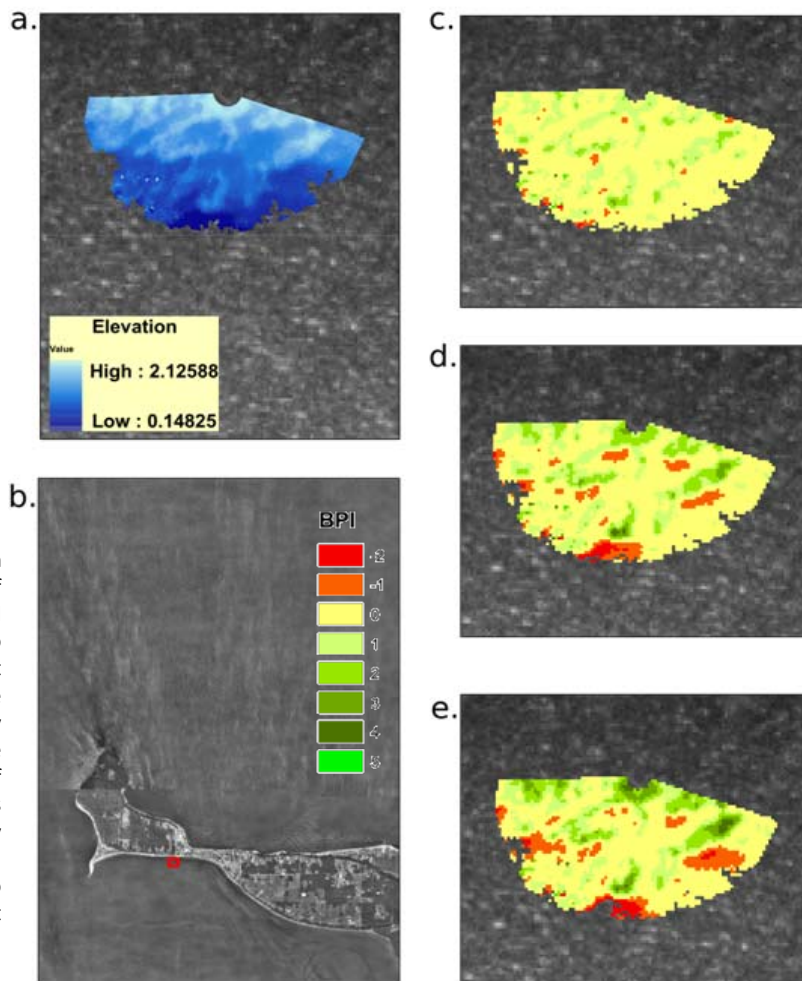 a.
Elevation
Value
High : 2.12588
Low : 0.14825
b.
BPI
-2
-1
0
1
2
3
4
5
c.
d.
e.